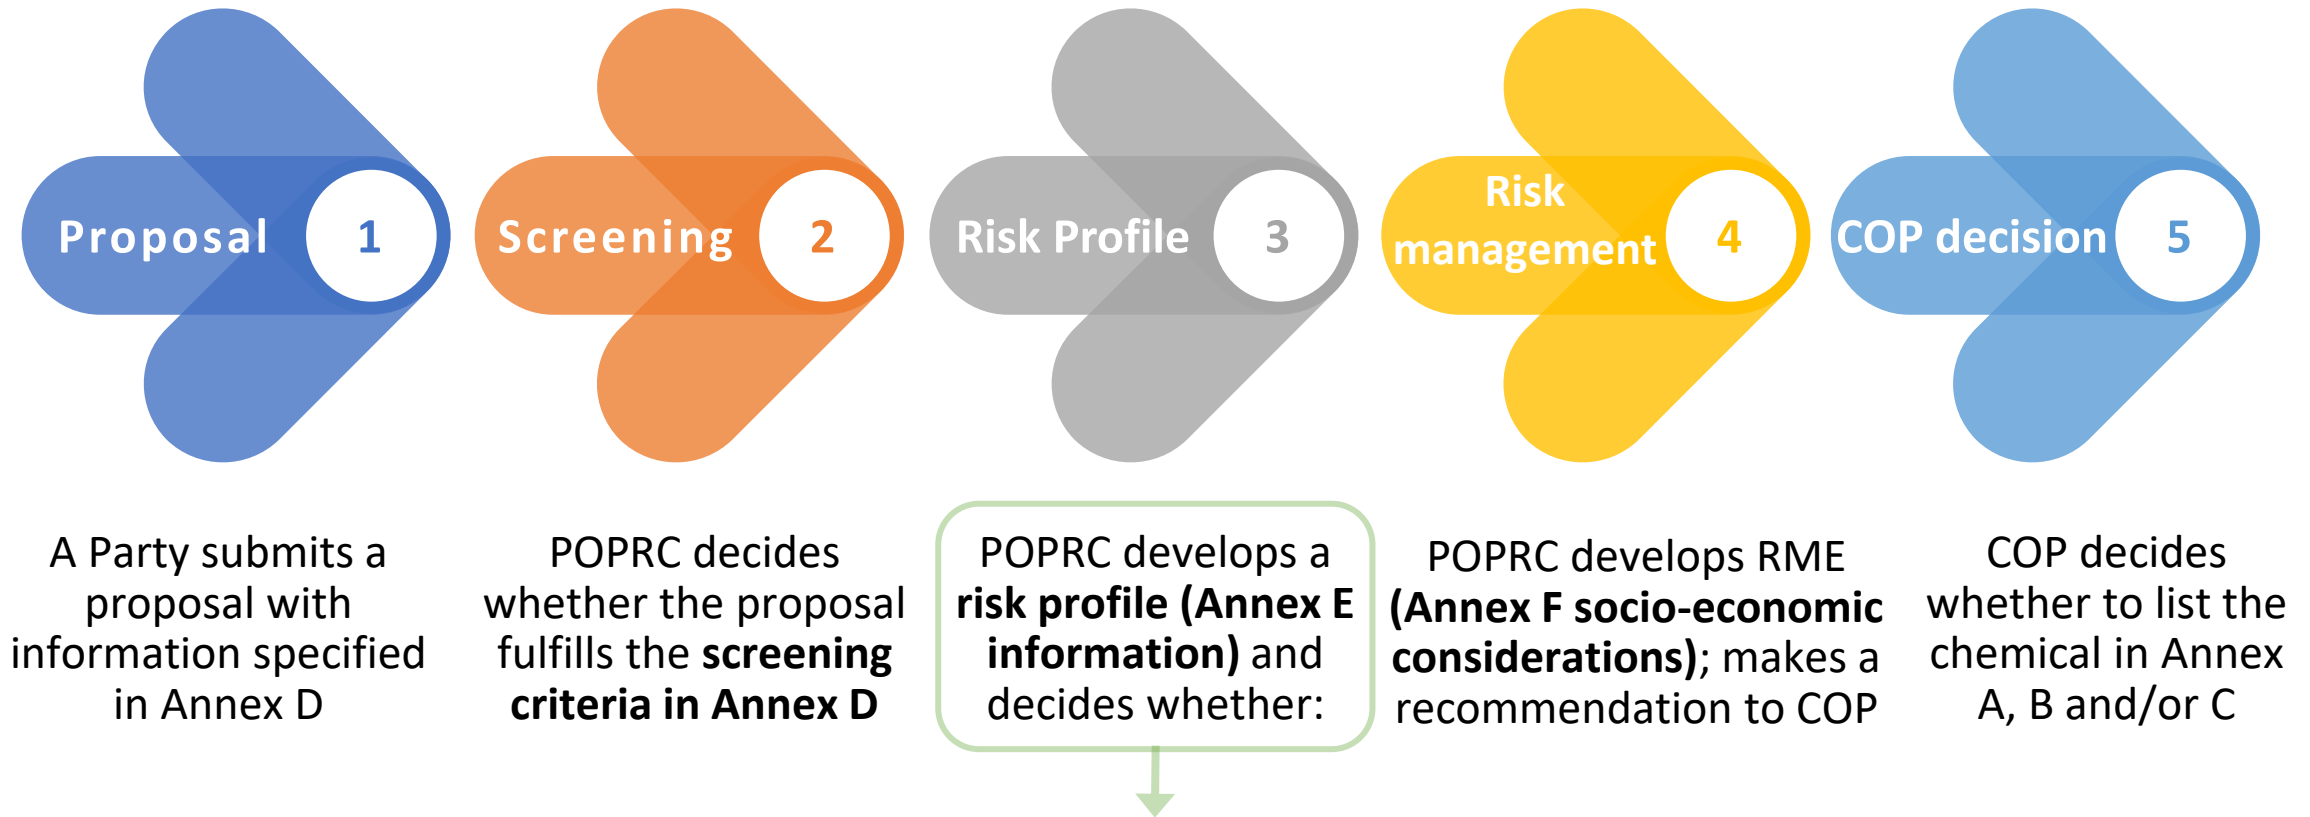 Proposal 1
Screening 2
Risk Profile 3
Risk
management 4
COP decision 5
A Party submits a
proposal with
information specified
in Annex D
POPRC decides
whether the proposal
fulfills the screening
criteria in Annex D
POPRC develops a
risk profile (Annex E
information) and
decides whether:
POPRC develops RME
(Annex F socio-economic
considerations); makes a
recommendation to COP
COP decides
whether to list the
chemical in Annex
A, B and/or C